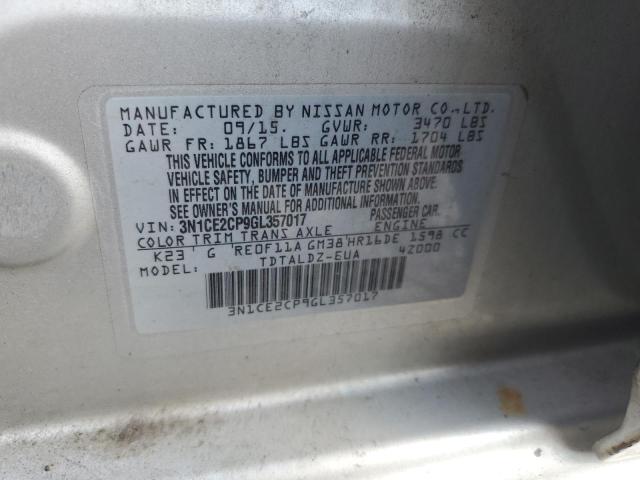 MANUFACTURED BY NISSAN MOTOR CO.,LTD.
DATE: 09/15. GVWR: 3470 LBS
GAWR FR: 1867 LBS GAWR RR: 1704 LBS
THIS VEHICLE CONFORMS TO ALL APPLICABLE FEDERAL MOTOR
VEHICLE SAFETY, BUMPER AND THEFT PREVENTION STANDARDS
IN EFFECT ON THE DATE OF MANUFACTURE SHOWN ABOVE.
SEE OWNER'S MANUAL FOR ADDITIONAL INFORMATION.
VIN: 3N1CE2CP9GL357017 PASSENGER CAR.
COLOR TRIM TRANS AXLE ENGINE
K23 G RE0F11A GM38 HR16DE 1598 CC
MODEL: TDTALDZ-EUA 42000
3N1CE2CP9GL357017